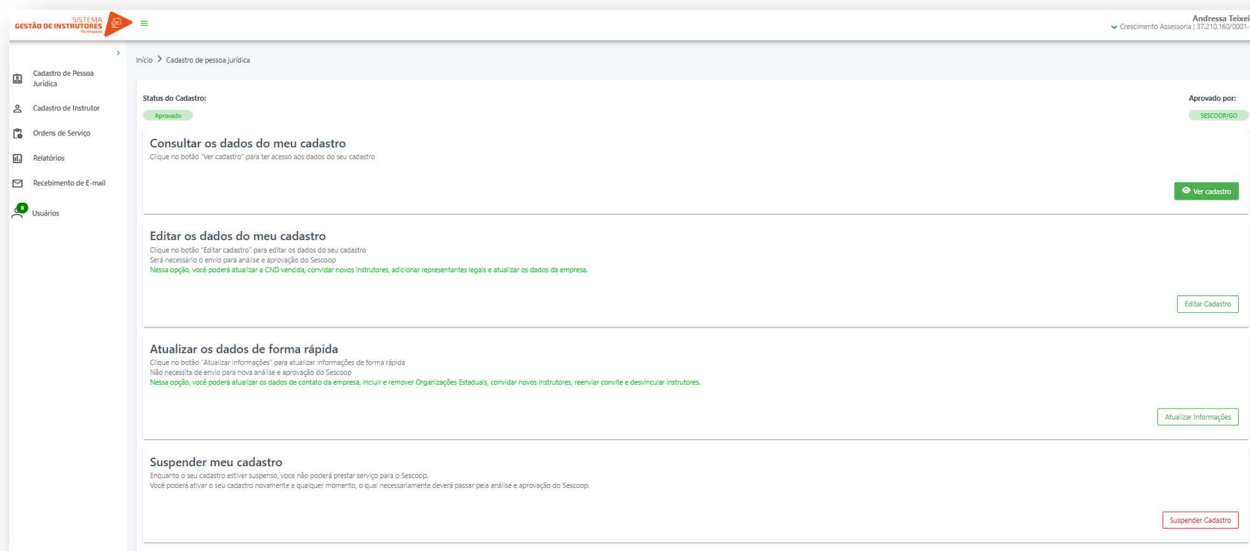 SISTEMA
GESTÃO DE INSTRUTORES
Andressa Teixei
Crescimento Assessoria | 37.210.160/0001-
Cadastro de Pessoa
Jurídica
Cadastro de Instrutor
Ordens de Serviço
Relatórios
Recebimento de E-mail
0
Usuários
Início > Cadastro de pessoa jurídica
Status do Cadastro:
Aprovado
Aprovado por:
SESCOOP/GO
Consultar os dados do meu cadastro
Clique no botão "Ver cadastro" para ter acesso aos dados do seu cadastro
Ver cadastro
Editar os dados do meu cadastro
Clique no botão "Editar cadastro" para editar os dados do seu cadastro
Será necessário o envio para análise e aprovação do Sescoop
Nessa opção, você poderá atualizar a CND vencida, convidar novos instrutores, adicionar representantes legais e atualizar os dados da empresa.
Editar Cadastro
Atualizar os dados de forma rápida
Clique no botão "Atualizar informações" para atualizar informações de forma rápida
Não necessita de envio para nova análise e aprovação do Sescoop
Nessa opção, você poderá atualizar os dados de contato da empresa, incluir e remover Organizações Estaduais, convidar novos instrutores, reenviar convite e desvincular instrutores.
Atualizar Informações
Suspender meu cadastro
Enquanto o seu cadastro estiver suspenso, voce não poderá prestar serviço para o Sescoop.
Você poderá ativar o seu cadastro novamente a qualquer momento, o qual necessariamente deverá passar pela análise e aprovação do Sescoop.
Suspender Cadastro